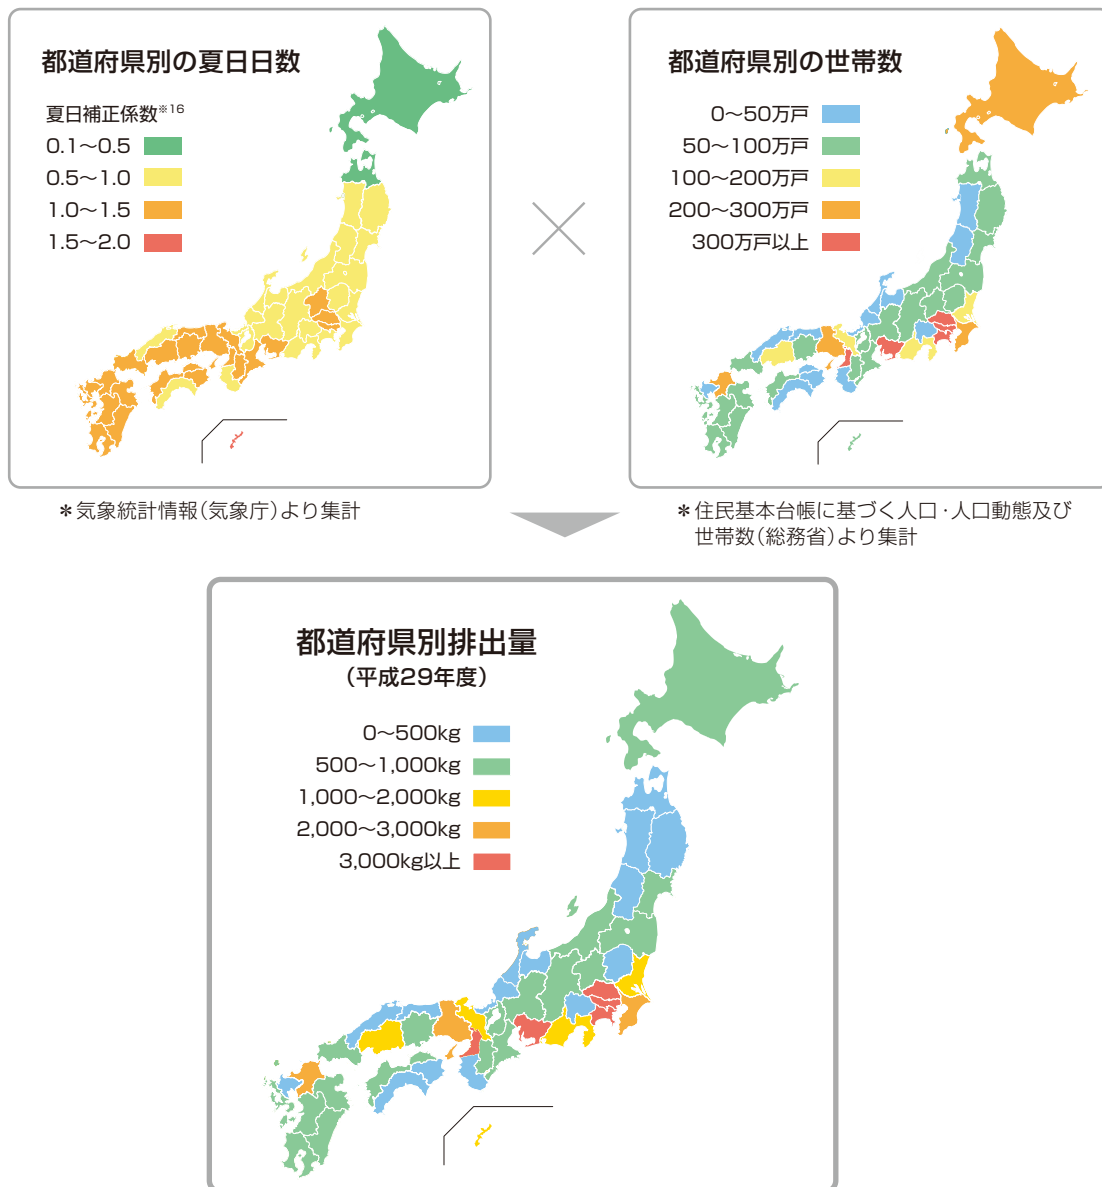 都道府県別の夏日日数
夏日補正係数※16
0.1〜0.5
0.5〜1.0
1.0〜1.5
1.5〜2.0
＊気象統計情報（気象庁）より集計
都道府県別の世帯数
0〜50万戸
50〜100万戸
100〜200万戸
200〜300万戸
300万戸以上
＊住民基本台帳に基づく人口・人口動態及び
世帯数（総務省）より集計
都道府県別排出量
（平成29年度）
0〜500kg
500〜1,000kg
1,000〜2,000kg
2,000〜3,000kg
3,000kg以上